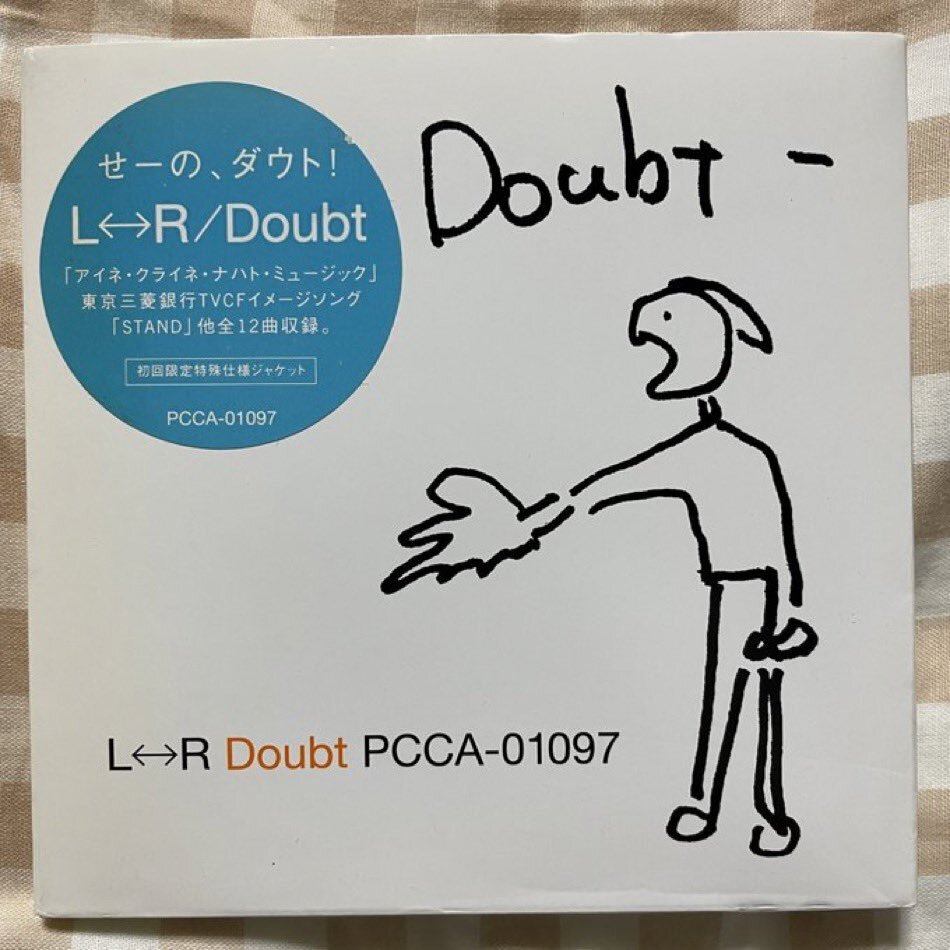 せーの、ダウト!
L↔R/Doubt
「アイネ・クライネ・ナハト・ミュージック」
東京三菱銀行TVCFイメージソング
「STAND」他全12曲収録。
初回限定特殊仕様ジャケット
PCCA-01097
Doubt -
L↔R Doubt PCCA-01097